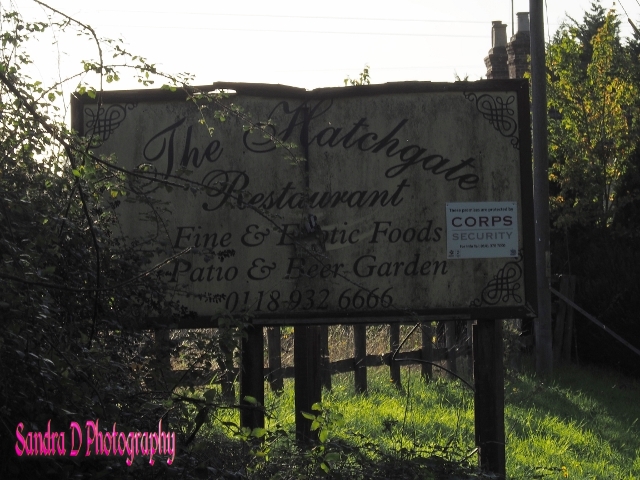 The Hatchgate
Restaurant
Fine & Exotic Foods
Patio & Beer Garden
0118-932 6666
CORPS
SECURITY
Sandra D Photography